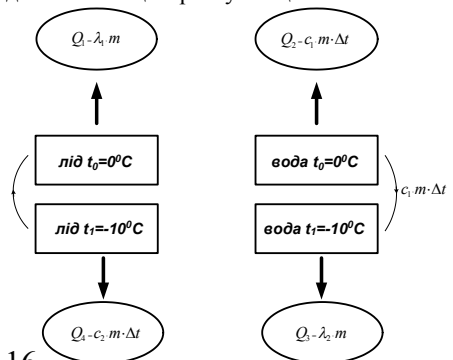 Q₁-λ₁·m
Q₂-c₁·m·Δt
лід t₀=0⁰C
вода t₀=0⁰C
c₁·m·Δt
лід t₁=-10⁰C
вода t₁=-10⁰C
Q₄-c₂·m·Δt
Q₃-λ₂·m
16